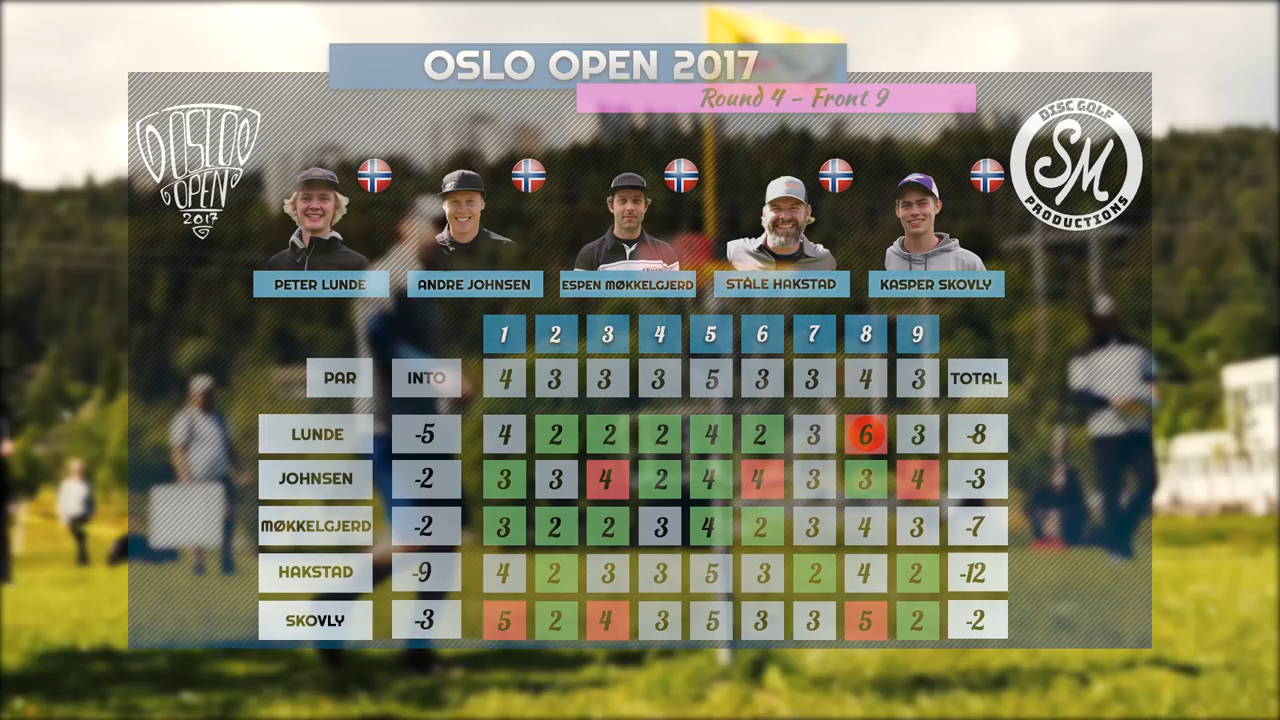 OSLO OPEN 2017
Round 4 - Front 9
OSLO
OPEN
2017
DISC GOLF
SM
PRODUCTIONS
PETER LUNDE ANDRE JOHNSEN ESPEN MØKKELGJERD STÅLE HAKSTAD KASPER SKOVLY
1 2 3 4 5 6 7 8 9
PAR INTO 4 3 3 3 5 3 3 4 3 TOTAL
LUNDE -5 4 2 2 2 4 2 3 6 3 -8
JOHNSEN -2 3 3 4 2 4 4 3 3 4 -3
MØKKELGJERD -2 3 2 2 3 4 2 3 4 3 -7
HAKSTAD -9 4 2 3 3 5 3 2 4 2 -12
SKOVLY -3 5 2 4 3 5 3 3 5 2 -2